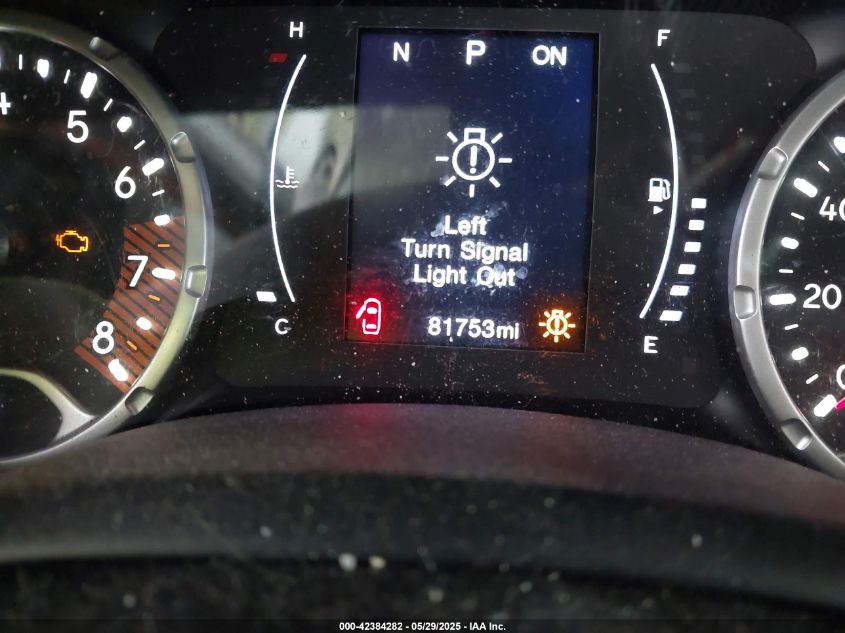 H
N P ON
F
4
5
6
7
8
Left
Turn Signal
Light Out
81753mi
C
E
40
20
0
000-42384282 - 05/29/2025 - IAA Inc.